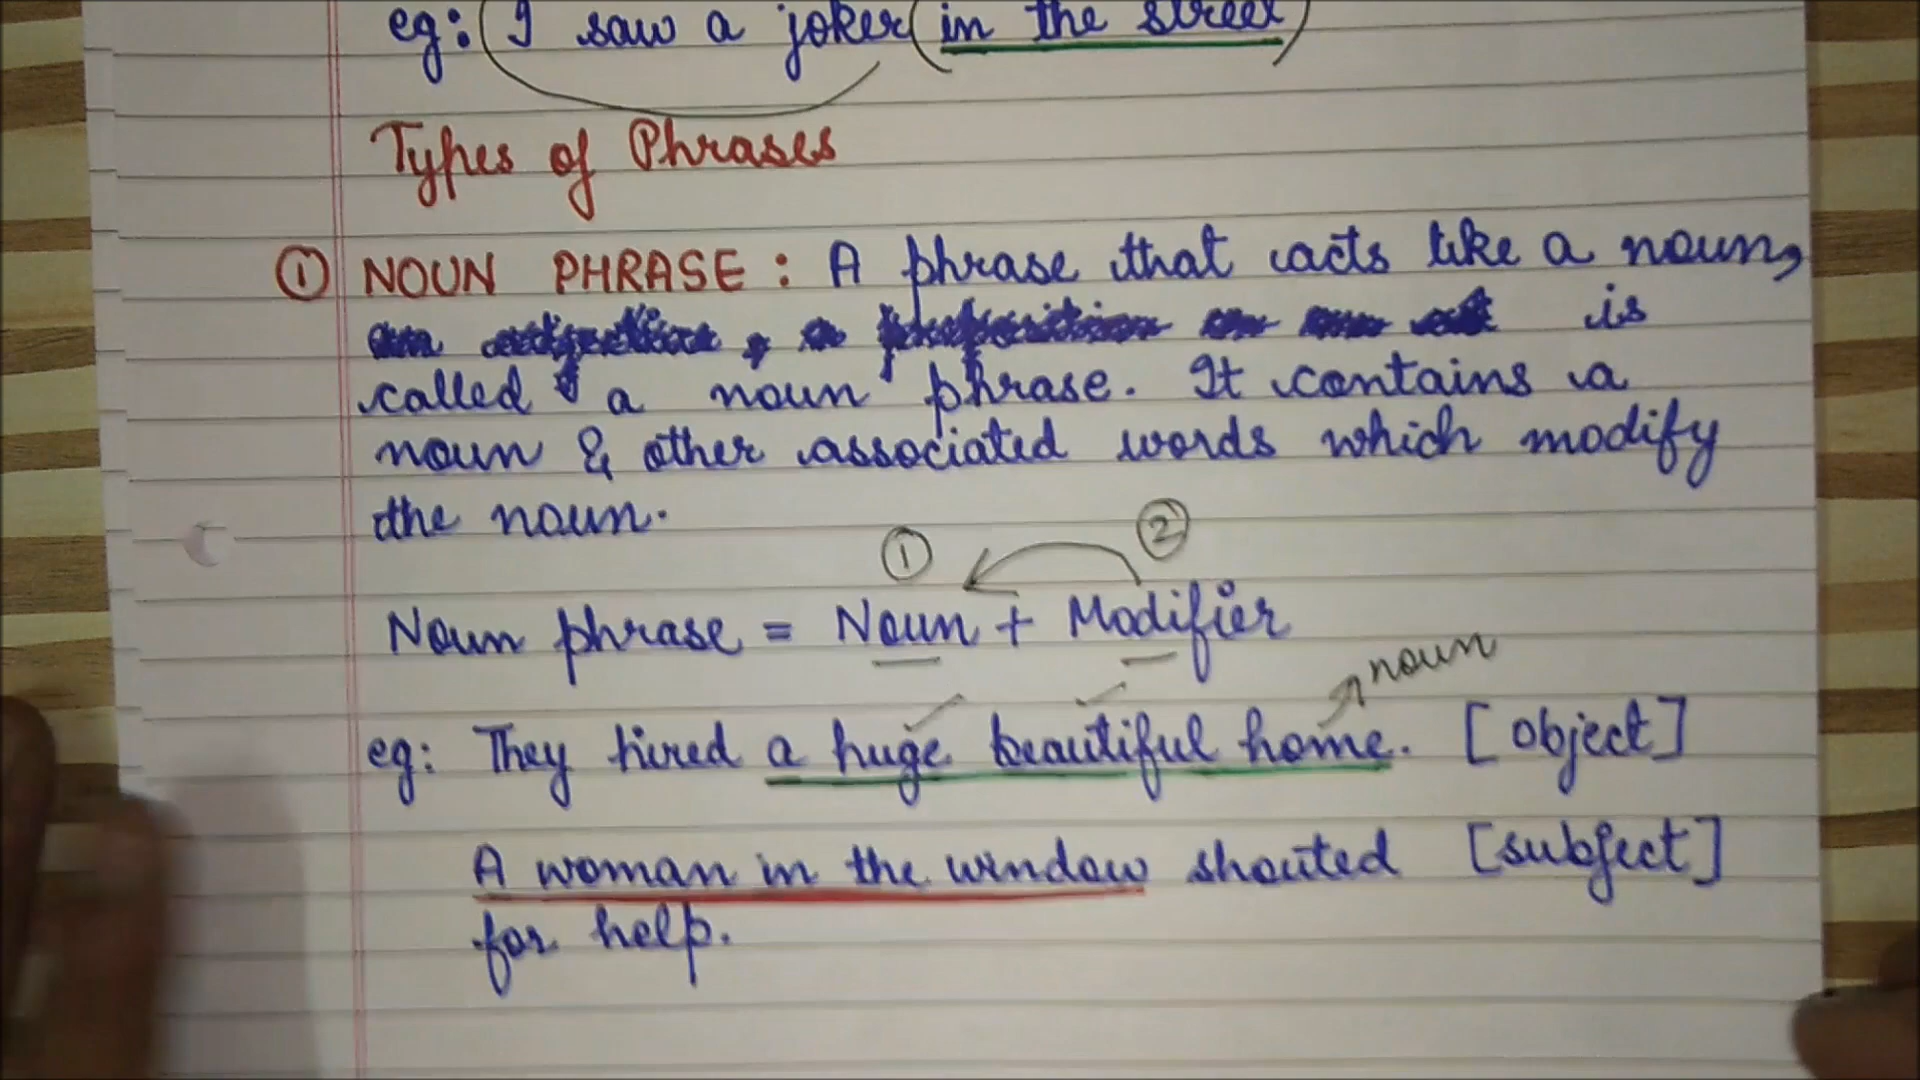 eg: (I saw a joker (in the street)
Types of Phrases
① NOUN PHRASE : A phrase that acts like a noun,
is
called a noun phrase. It contains a
noun & other associated words which modify
the noun.
① ②
Noun phrase = Noun + Modifier
noun
eg: They hired a huge beautiful home. [object]
A woman in the window shouted [subject]
for help.